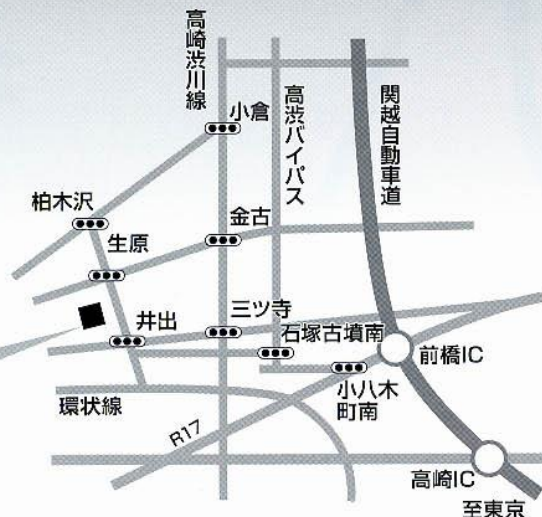 高崎渋川線
高渋バイパス
関越自動車道
小倉
柏木沢
金古
生原
三ツ寺
井出
石塚古墳南
前橋IC
小八木
町南
環状線
R17
高崎IC
至東京